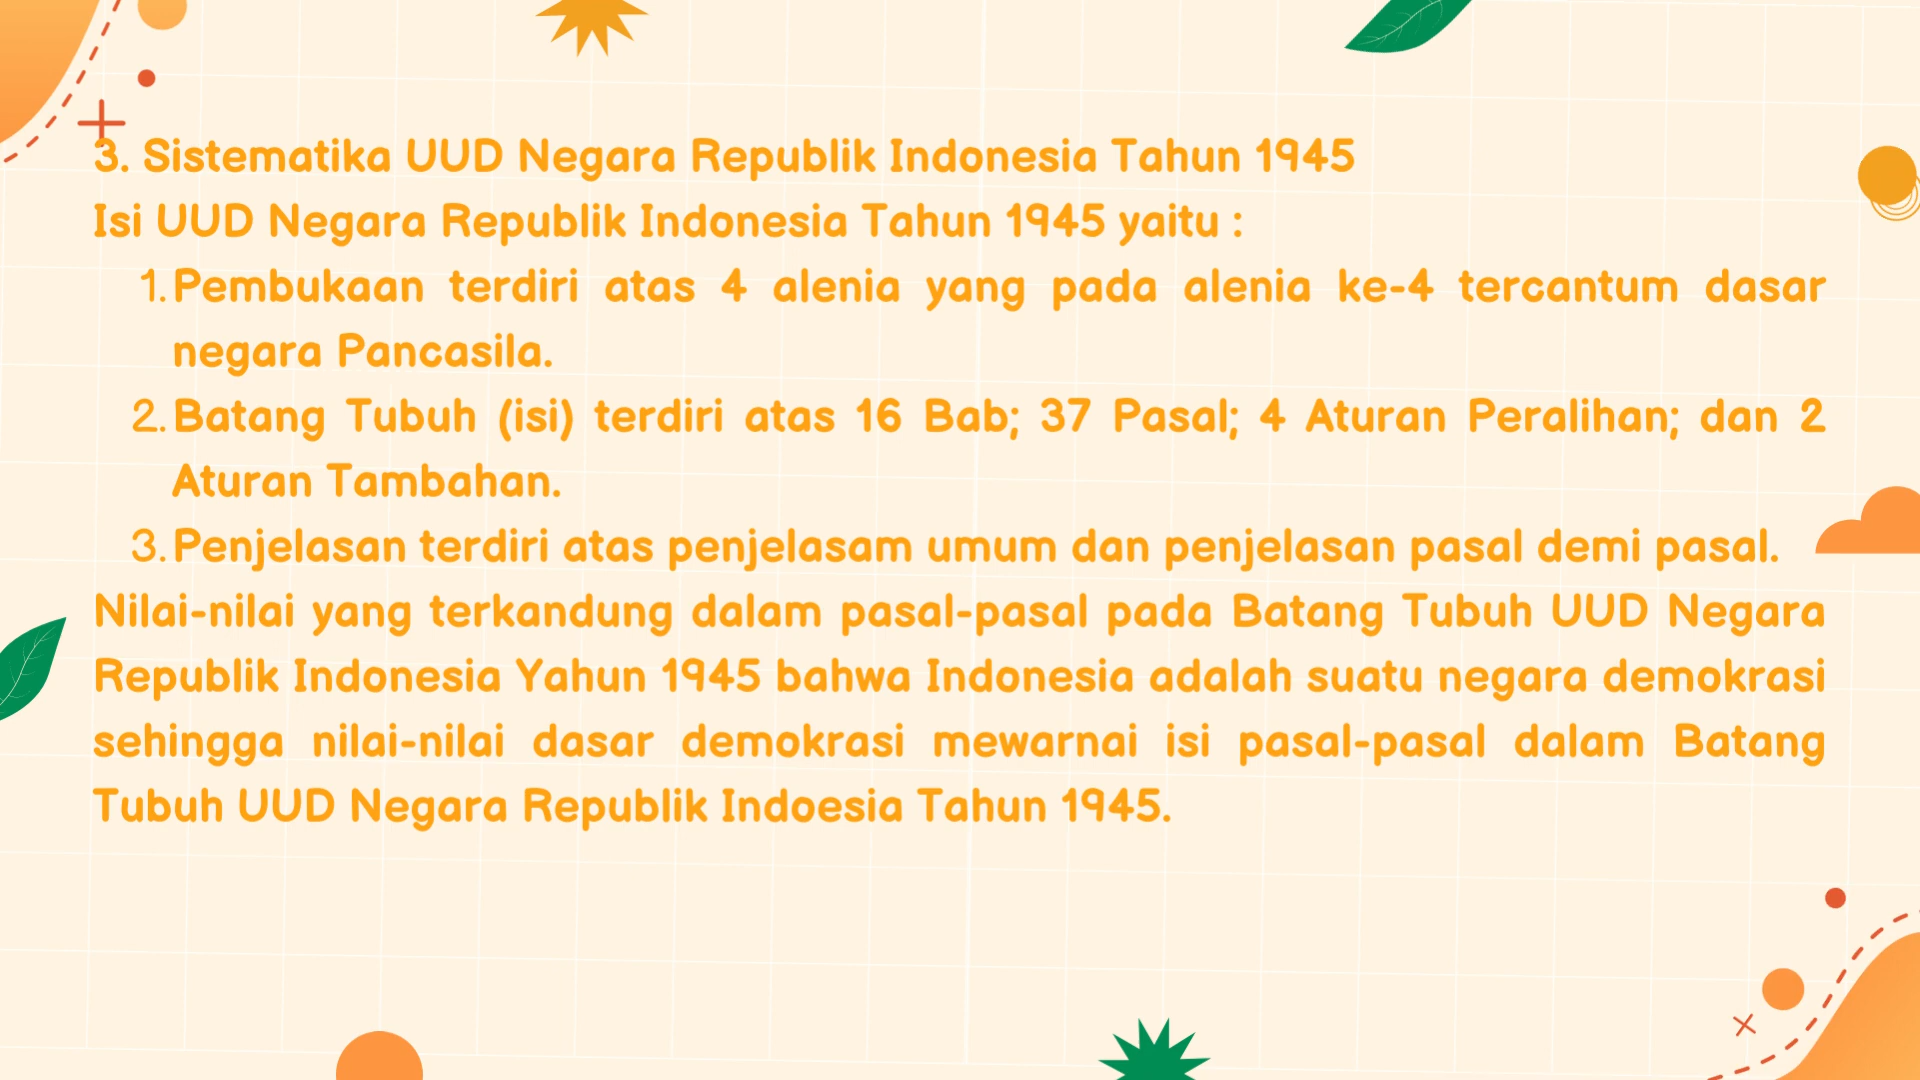 3. Sistematika UUD Negara Republik Indonesia Tahun 1945
Isi UUD Negara Republik Indonesia Tahun 1945 yaitu :
1. Pembukaan terdiri atas 4 alenia yang pada alenia ke-4 tercantum dasar
negara Pancasila.
2. Batang Tubuh (isi) terdiri atas 16 Bab; 37 Pasal; 4 Aturan Peralihan; dan 2
Aturan Tambahan.
3. Penjelasan terdiri atas penjelasam umum dan penjelasan pasal demi pasal.
Nilai-nilai yang terkandung dalam pasal-pasal pada Batang Tubuh UUD Negara
Republik Indonesia Yahun 1945 bahwa Indonesia adalah suatu negara demokrasi
sehingga nilai-nilai dasar demokrasi mewarnai isi pasal-pasal dalam Batang
Tubuh UUD Negara Republik Indoesia Tahun 1945.